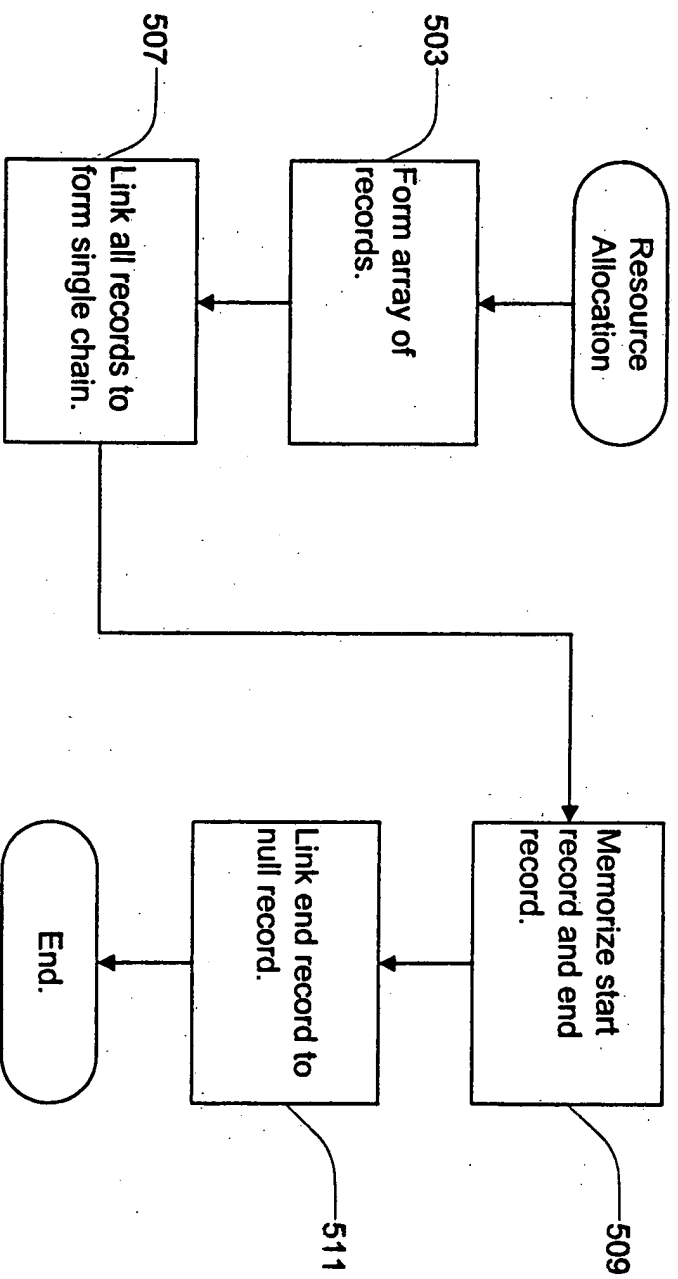 Resource
Allocation
503
Form array of
records.
507
Link all records to
form single chain.
Memorize start
record and end
record.
509
Link end record to
null record.
511
End.